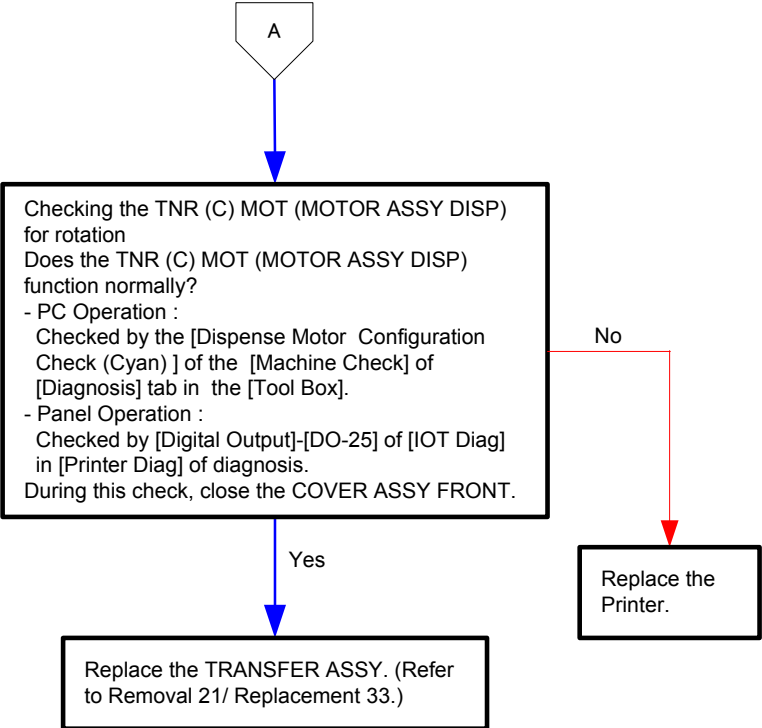 A
Checking the TNR (C) MOT (MOTOR ASSY DISP)
for rotation
Does the TNR (C) MOT (MOTOR ASSY DISP)
function normally?
- PC Operation :
Checked by the [Dispense Motor  Configuration
Check (Cyan) ] of the  [Machine Check] of
[Diagnosis] tab in  the [Tool Box].
- Panel Operation :
Checked by [Digital Output]-[DO-25] of [IOT Diag]
in [Printer Diag] of diagnosis.
During this check, close the COVER ASSY FRONT.
No
Yes
Replace the
Printer.
Replace the TRANSFER ASSY. (Refer
to Removal 21/ Replacement 33.)